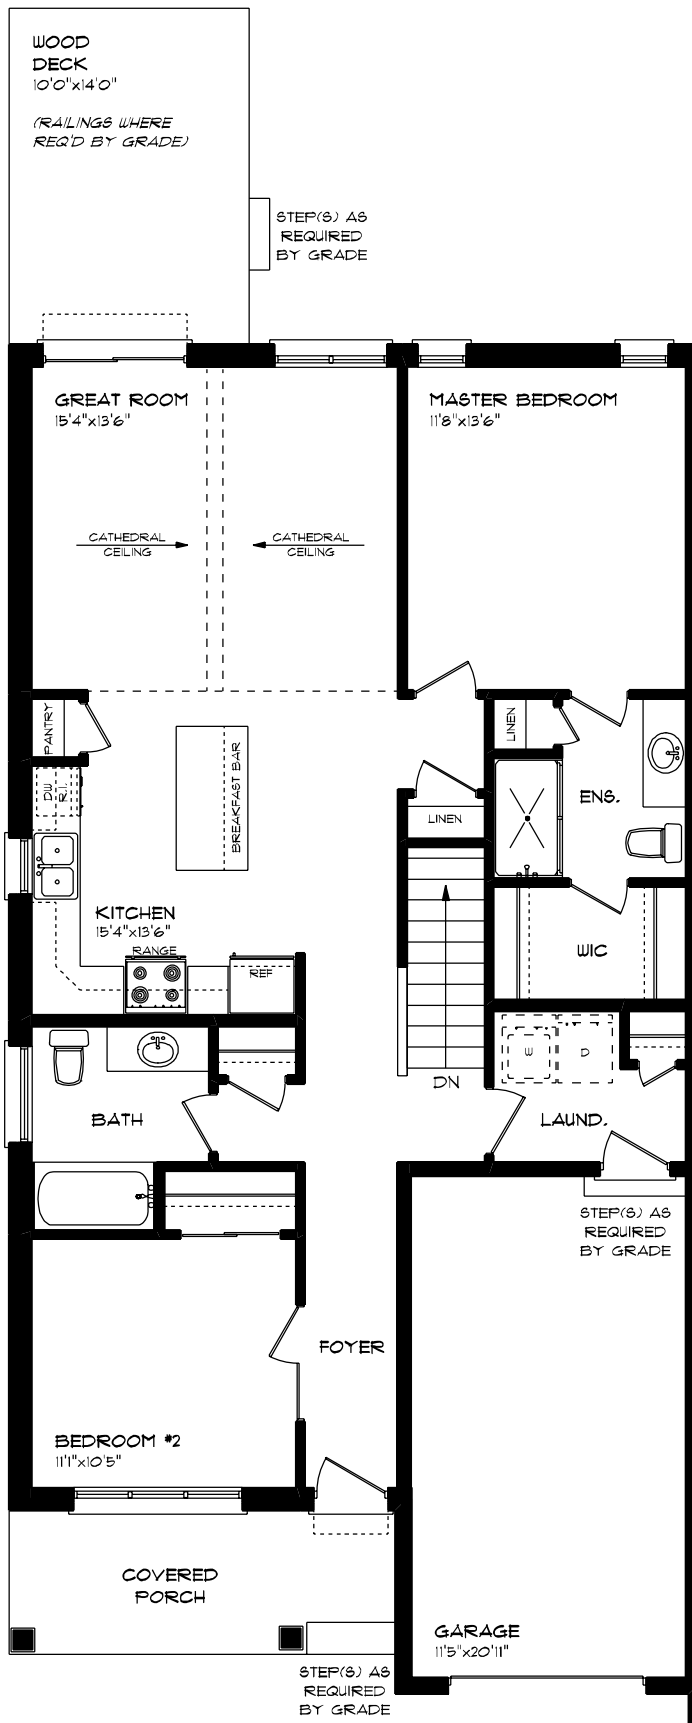 WOOD
DECK
10'0"x14'0"
(RAILINGS WHERE
REQ'D BY GRADE)
STEP(S) AS
REQUIRED
BY GRADE
GREAT ROOM
15'4"x13'6"
MASTER BEDROOM
11'8"x13'6"
CATHEDRAL
CEILING
CATHEDRAL
CEILING
PANTRY
LINEN
BREAKFAST BAR
DW
R.I.
ENS.
LINEN
KITCHEN
15'4"x13'6"
RANGE
REF
WIC
W
D
DN
BATH
LAUND.
STEP(S) AS
REQUIRED
BY GRADE
FOYER
BEDROOM #2
11'1"x10'5"
COVERED
PORCH
GARAGE
11'5"x20'11"
STEP(S) AS
REQUIRED
BY GRADE